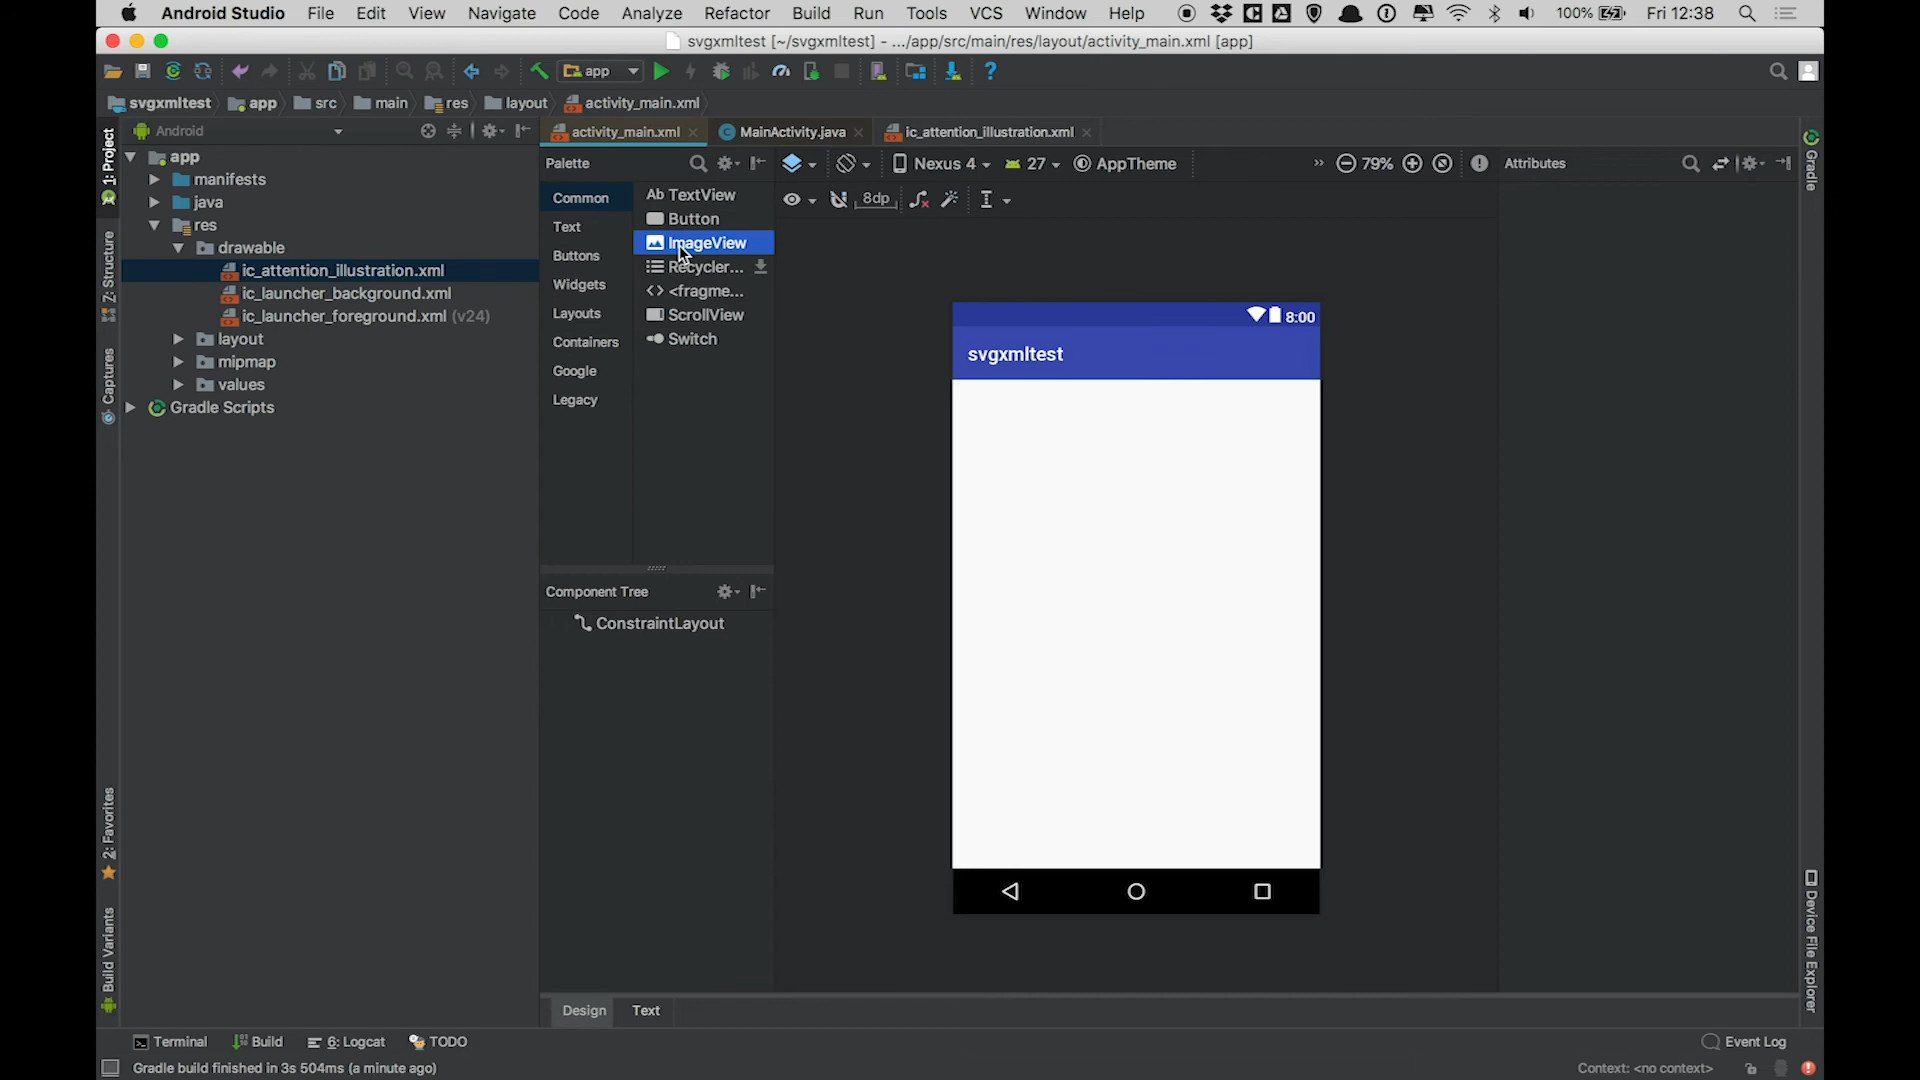 Android Studio File Edit View Navigate Code Analyze Refactor Build Run Tools VCS Window Help 100% Fri 12:38
svgxmltest [~/svgxmltest] - .../app/src/main/res/layout/activity_main.xml [app]
app
svgxmltest app src main res layout activity_main.xml
Android
activity_main.xml MainActivity.java ic_attention_illustration.xml
1: Project
Z: Structure
Captures
2: Favorites
Build Variants
app
manifests
java
res
drawable
ic_attention_illustration.xml
ic_launcher_background.xml
ic_launcher_foreground.xml (v24)
layout
mipmap
values
Gradle Scripts
Palette
Common
Text
Buttons
Widgets
Layouts
Containers
Google
Legacy
Ab TextView
Button
ImageView
Recycler...
<> <fragme...
ScrollView
Switch
Component Tree
ConstraintLayout
Nexus 4 27 AppTheme » 79%
8dp
Attributes
8:00
svgxmltest
Gradle
Device File Explorer
Design Text
Terminal Build 6: Logcat TODO Event Log
Gradle build finished in 3s 504ms (a minute ago) Context: <no context>